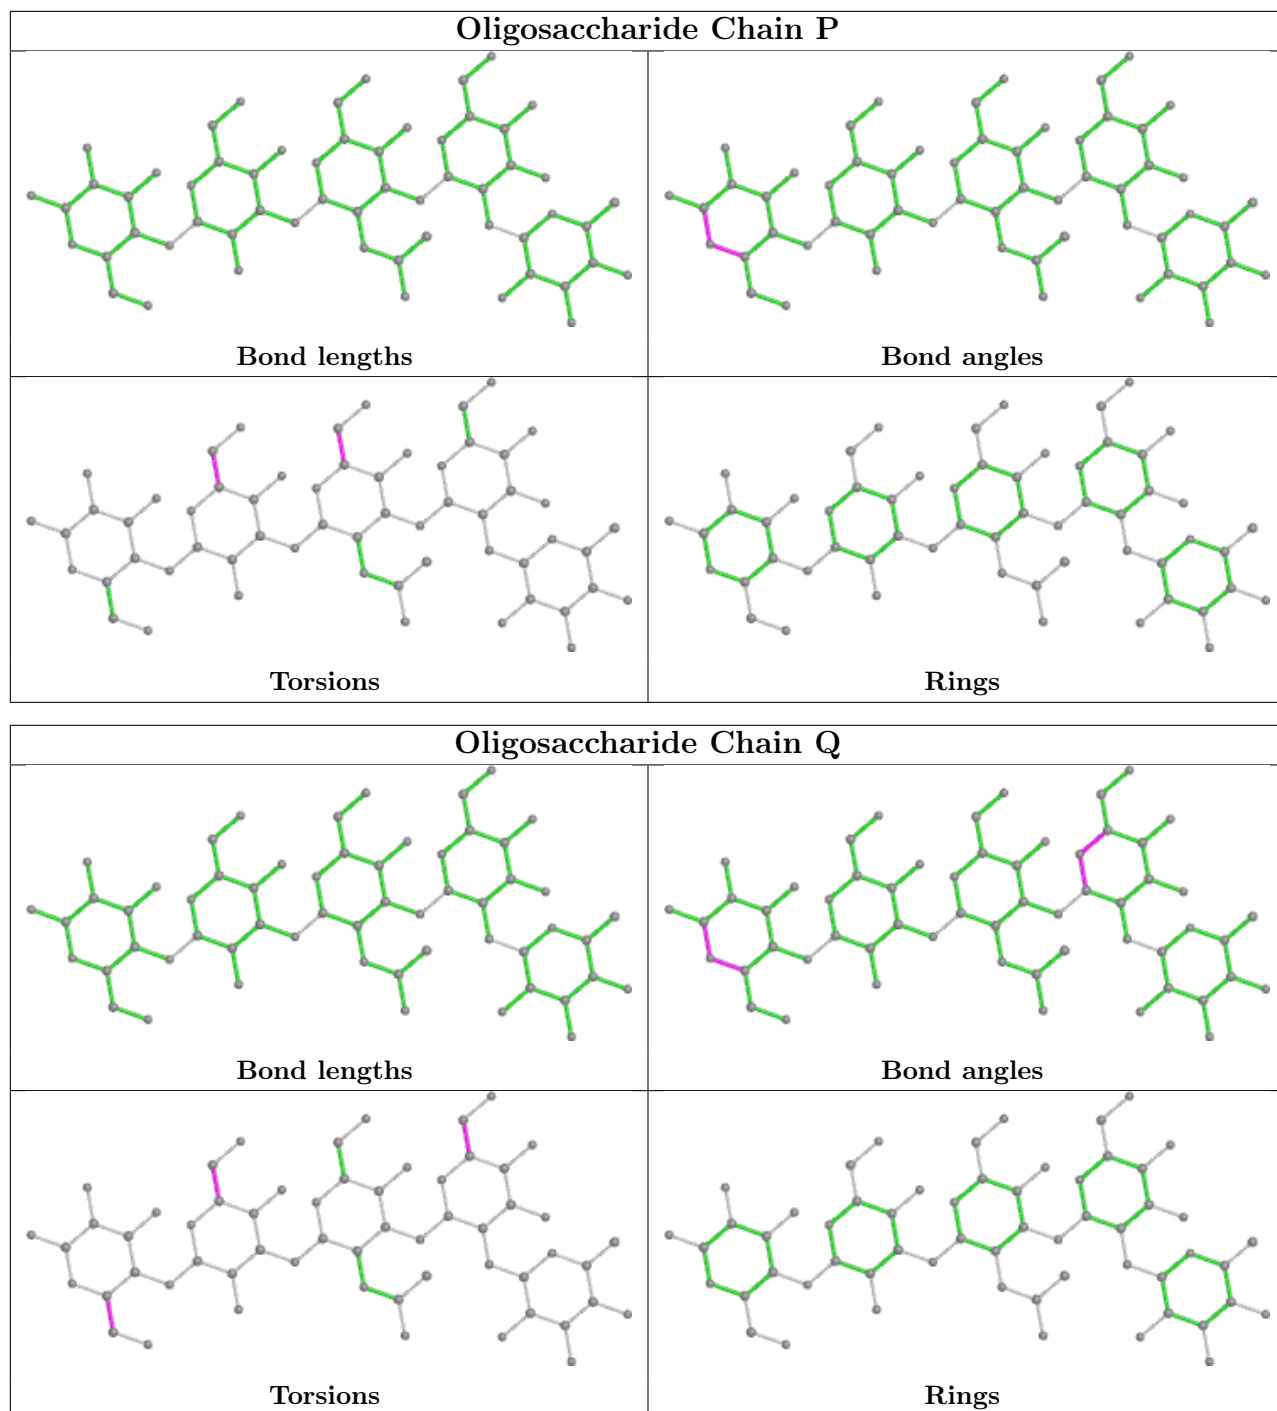 Oligosaccharide Chain P
Bond lengths
Bond angles
Torsions
Rings
Oligosaccharide Chain Q
Bond lengths
Bond angles
Torsions
Rings